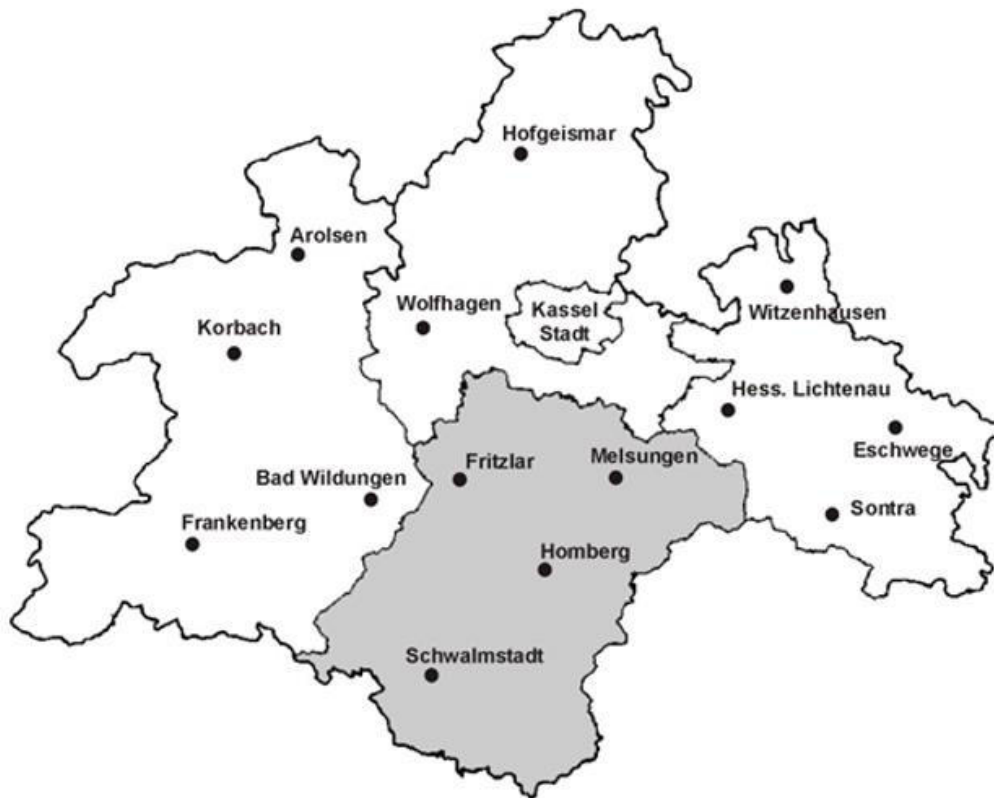 Hofgeismar
Arolsen
Wolfhagen
Kassel
Stadt
Witzenhausen
Korbach
Hess. Lichtenau
Eschwege
Bad Wildungen
Fritzlar
Melsungen
Sontra
Frankenberg
Homberg
Schwalmstadt